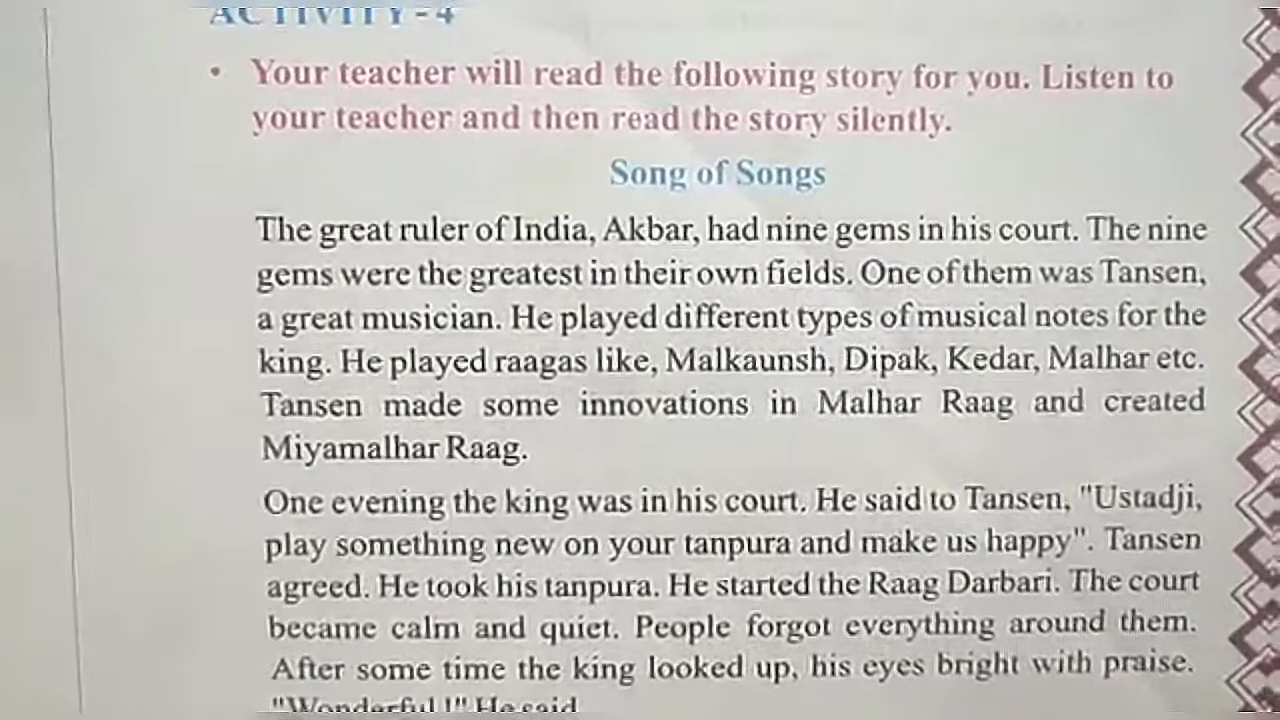 ACTIVITY - 4
• Your teacher will read the following story for you. Listen to
your teacher and then read the story silently.
Song of Songs
The great ruler of India, Akbar, had nine gems in his court. The nine
gems were the greatest in their own fields. One of them was Tansen,
a great musician. He played different types of musical notes for the
king. He played raagas like, Malkaunsh, Dipak, Kedar, Malhar etc.
Tansen made some innovations in Malhar Raag and created
Miyamalhar Raag.
One evening the king was in his court. He said to Tansen, "Ustadji,
play something new on your tanpura and make us happy". Tansen
agreed. He took his tanpura. He started the Raag Darbari. The court
became calm and quiet. People forgot everything around them.
After some time the king looked up, his eyes bright with praise.
"Wonderful !" He said